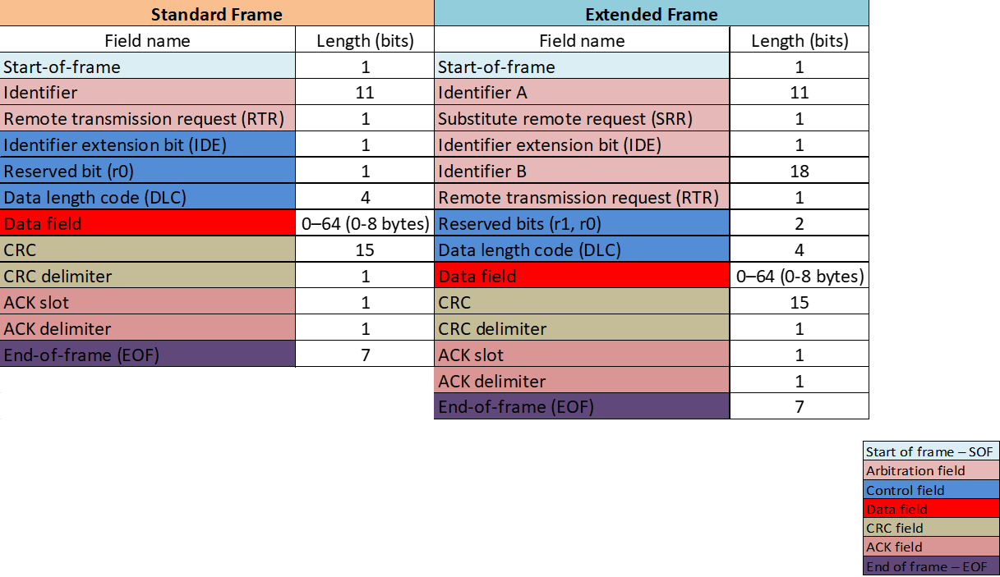 Standard Frame Extended Frame
Field name Length (bits) Field name Length (bits)
Start-of-frame 1 Start-of-frame 1
Identifier 11 Identifier A 11
Remote transmission request (RTR) 1 Substitute remote request (SRR) 1
Identifier extension bit (IDE) 1 Identifier extension bit (IDE) 1
Reserved bit (r0) 1 Identifier B 18
Data length code (DLC) 4 Remote transmission request (RTR) 1
Data field 0–64 (0-8 bytes) Reserved bits (r1, r0) 2
CRC 15 Data length code (DLC) 4
CRC delimiter 1 Data field 0–64 (0-8 bytes)
ACK slot 1 CRC 15
ACK delimiter 1 CRC delimiter 1
End-of-frame (EOF) 7 ACK slot 1
ACK delimiter 1
End-of-frame (EOF) 7
Start of frame – SOF
Arbitration field
Control field
Data field
CRC field
ACK field
End of frame – EOF